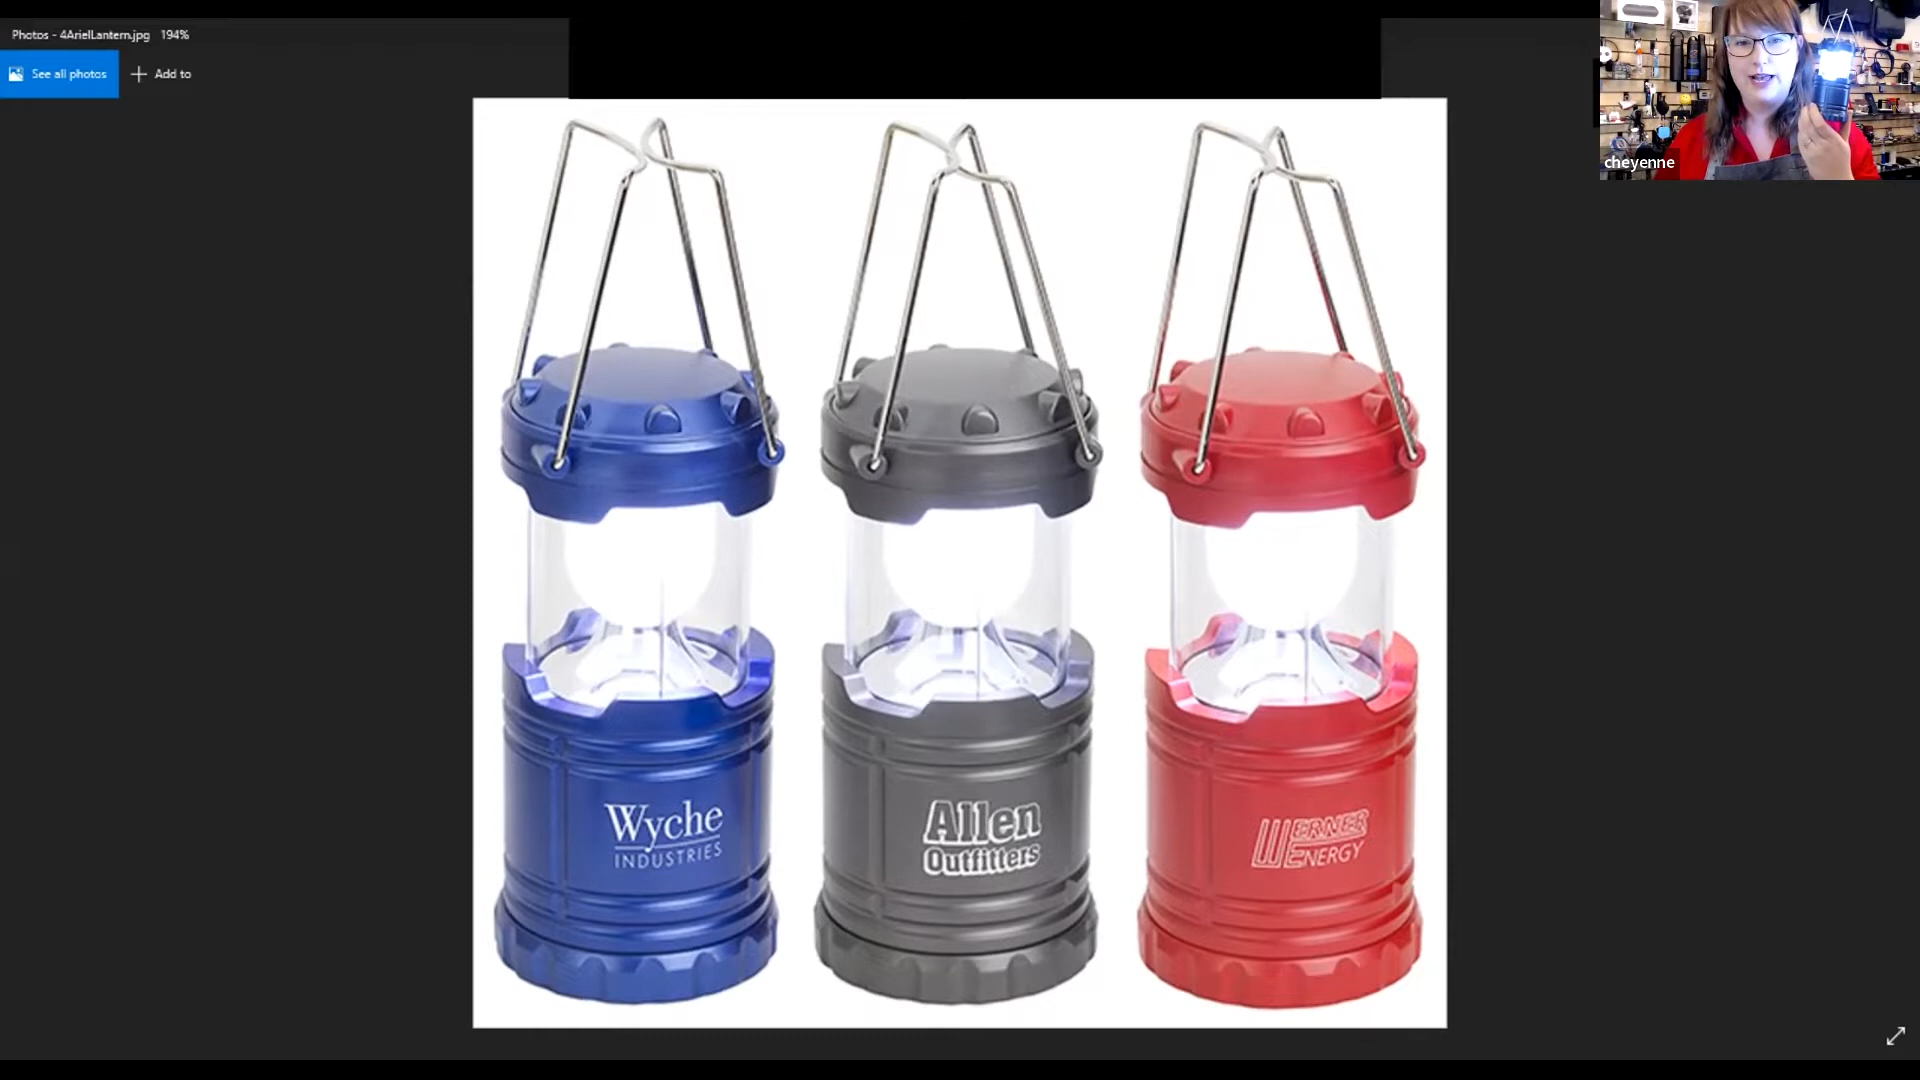 Photos - 4ArielLantern.jpg 194%
See all photos
Add to
cheyenne
Wyche
INDUSTRIES
Allen
Outfitters
WERNER
ENERGY